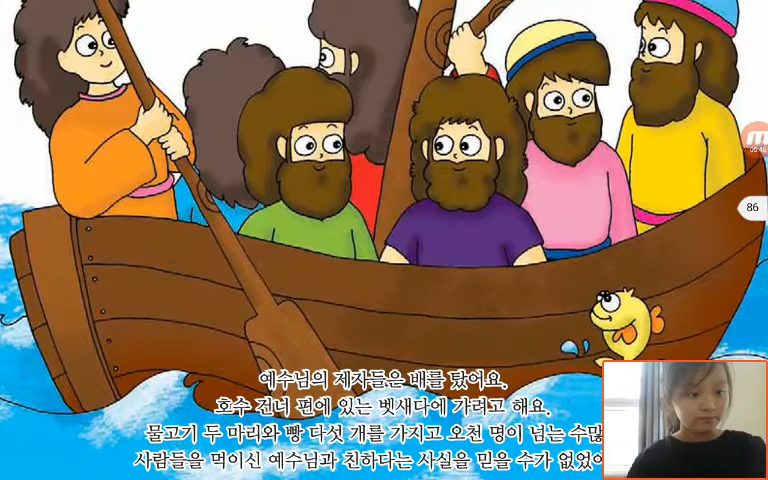 예수님의 제자들은 배를 탔어요.
호수 건너 편에 있는 벳새다에 가려고 해요.
물고기 두 마리와 빵 다섯 개를 가지고 오천 명이 넘는 수많
사람들을 먹이신 예수님과 친하다는 사실을 믿을 수가 없었어
86